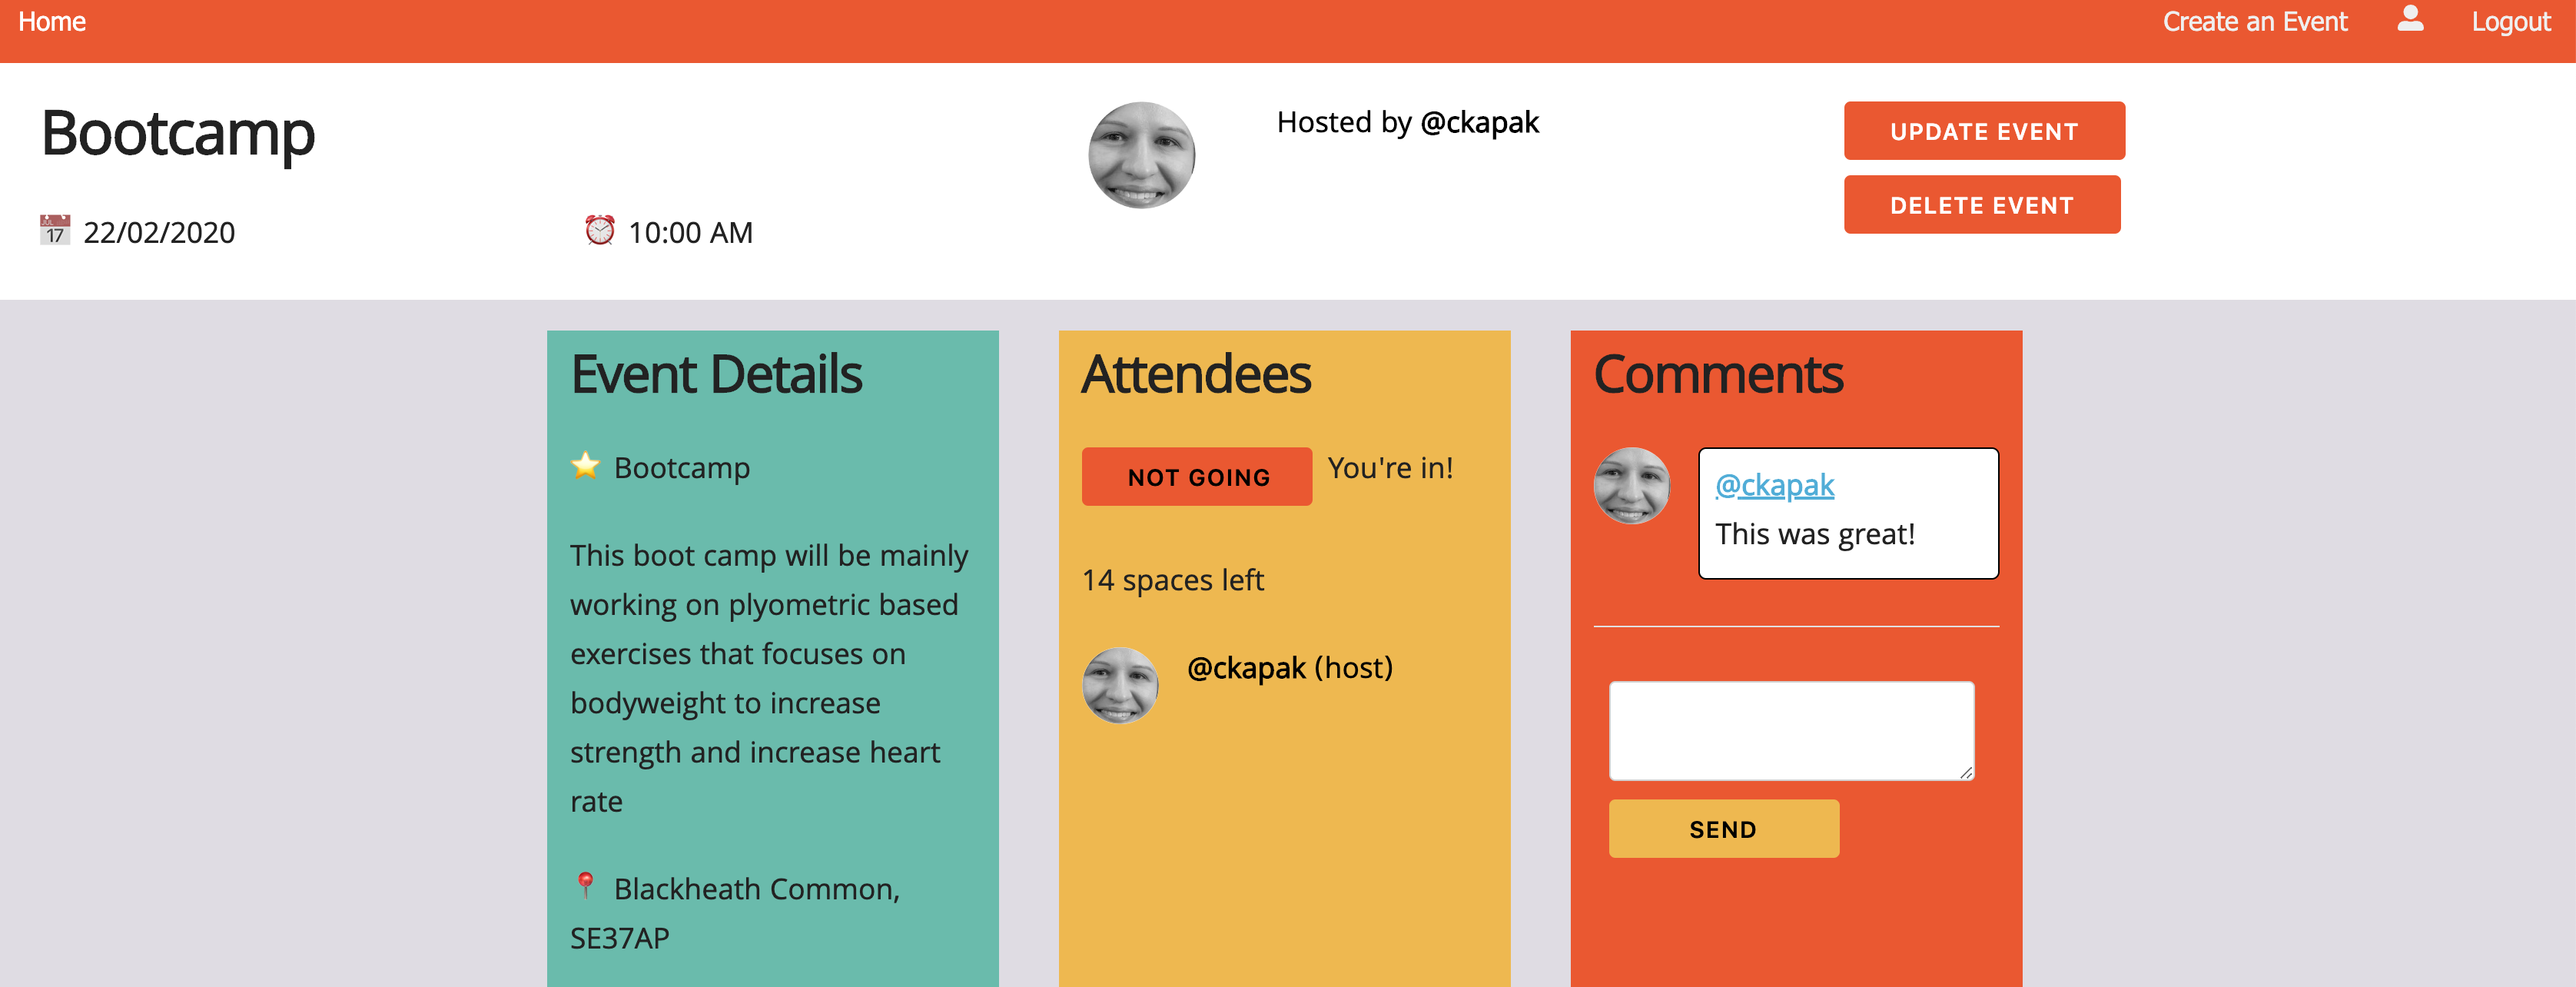 Home
Create an Event
Logout
Bootcamp
22/02/2020
10:00 AM
Hosted by @ckapak
UPDATE EVENT
DELETE EVENT
Event Details
Bootcamp
This boot camp will be mainly
working on plyometric based
exercises that focuses on
bodyweight to increase
strength and increase heart
rate
Blackheath Common,
SE37AP
Attendees
NOT GOING
You're in!
14 spaces left
@ckapak (host)
Comments
@ckapak
This was great!
SEND